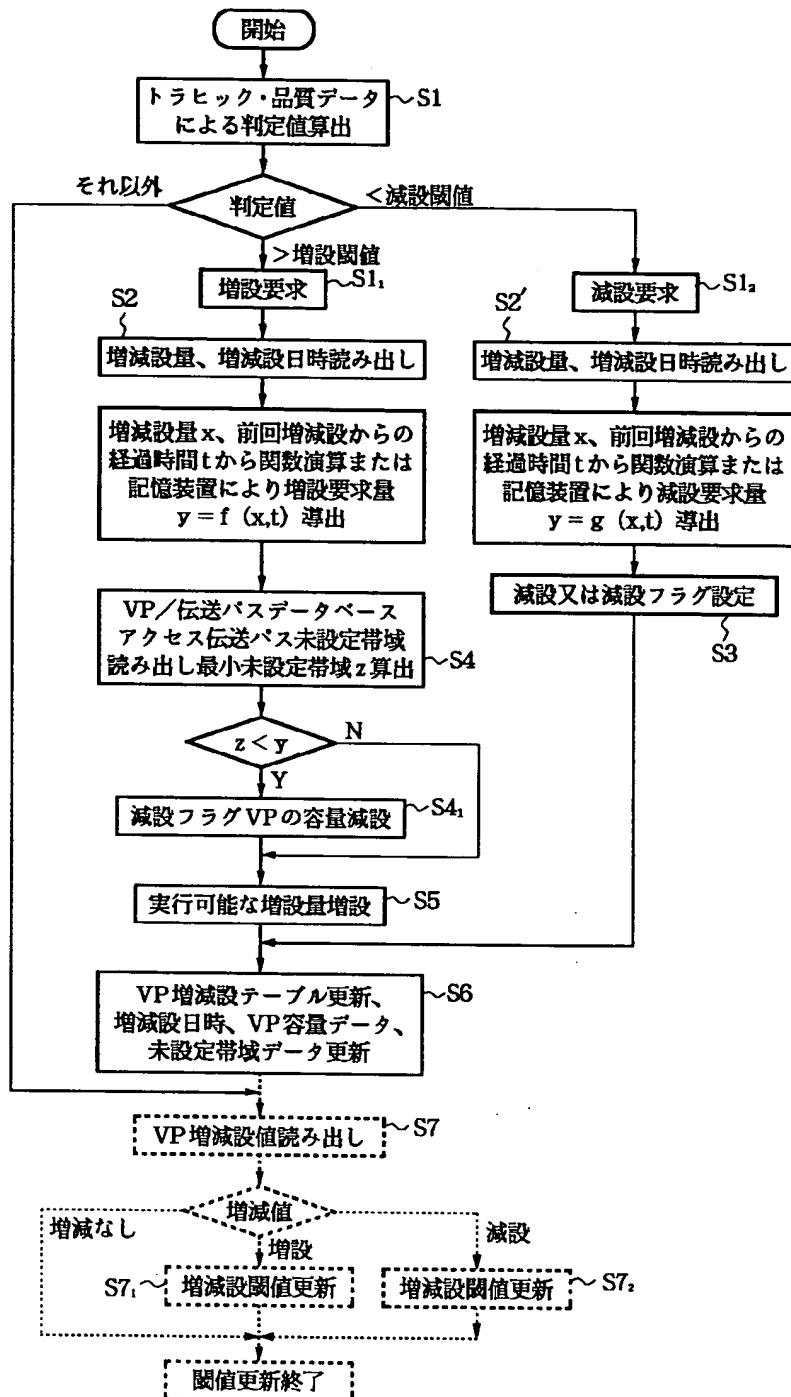 開始
トラヒック・品質データ
による判定値算出
S1
それ以外
判定値
<減設閾値
>増設閾値
増設要求
S1₁
減設要求
S1₂
S2
増減設量、増減設日時読み出し
S2′
増減設量、増減設日時読み出し
増減設量x、前回増減設からの
経過時間tから関数演算または
記憶装置により増設要求量
y=f (x,t) 導出
増減設量x、前回増減設からの
経過時間tから関数演算または
記憶装置により減設要求量
y=g (x,t) 導出
減設又は減設フラグ設定
S3
VP/伝送パスデータベース
アクセス伝送パス未設定帯域
読み出し最小未設定帯域z算出
S4
z<y
N
Y
減設フラグVPの容量減設
S4₁
実行可能な増設量増設
S5
VP増減設テーブル更新、
増減設日時、VP容量データ、
未設定帯域データ更新
S6
VP増減設値読み出し
S7
増減値
増減なし
減設
増設
S7₁
増減設閾値更新
増減設閾値更新
S7₂
閾値更新終了